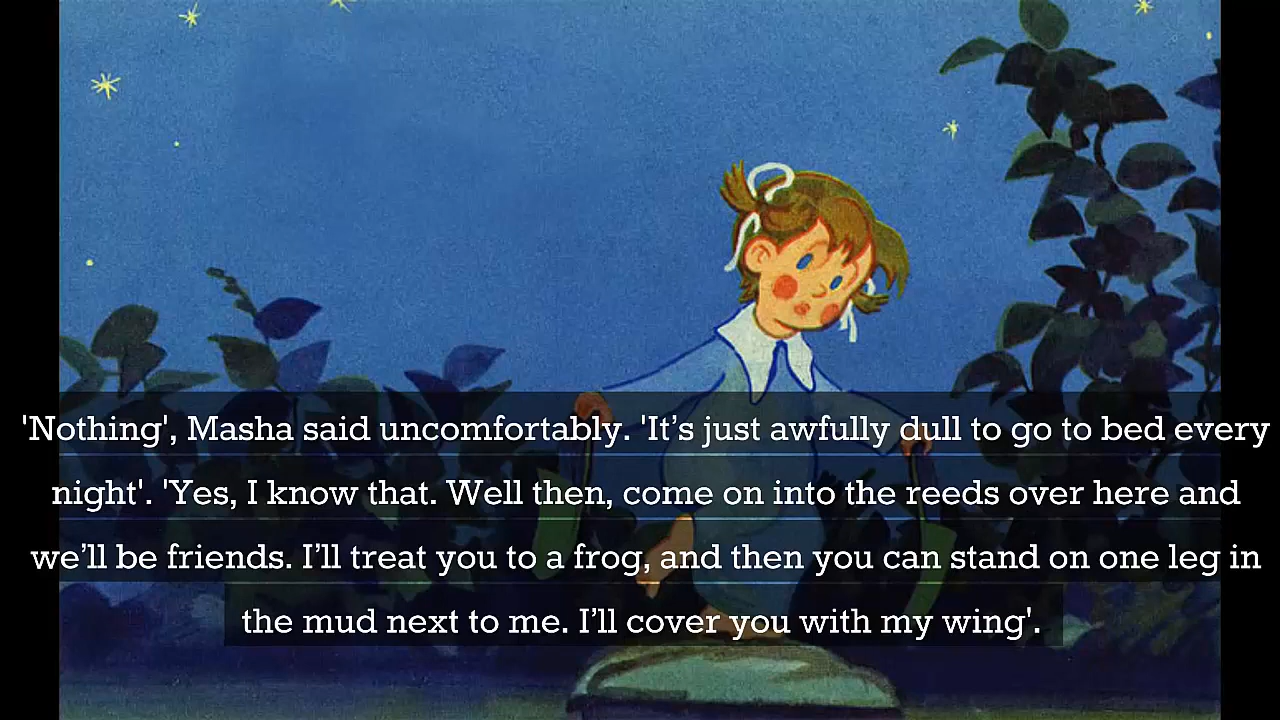 'Nothing', Masha said uncomfortably. 'It’s just awfully dull to go to bed every
night'. 'Yes, I know that. Well then, come on into the reeds over here and
we’ll be friends. I’ll treat you to a frog, and then you can stand on one leg in
the mud next to me. I’ll cover you with my wing'.